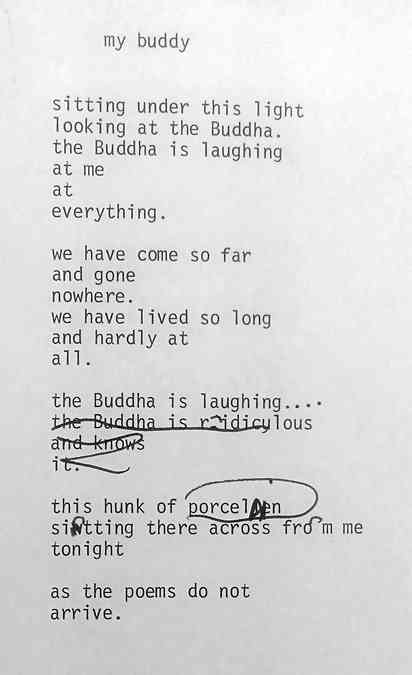 my buddy
sitting under this light
looking at the Buddha.
the Buddha is laughing
at me
at
everything.
we have come so far
and gone
nowhere.
we have lived so long
and hardly at
all.
the Buddha is laughing....
the Buddha is ridiculous
and knows
it.
this hunk of porcelen
sitting there across from me
tonight
as the poems do not
arrive.